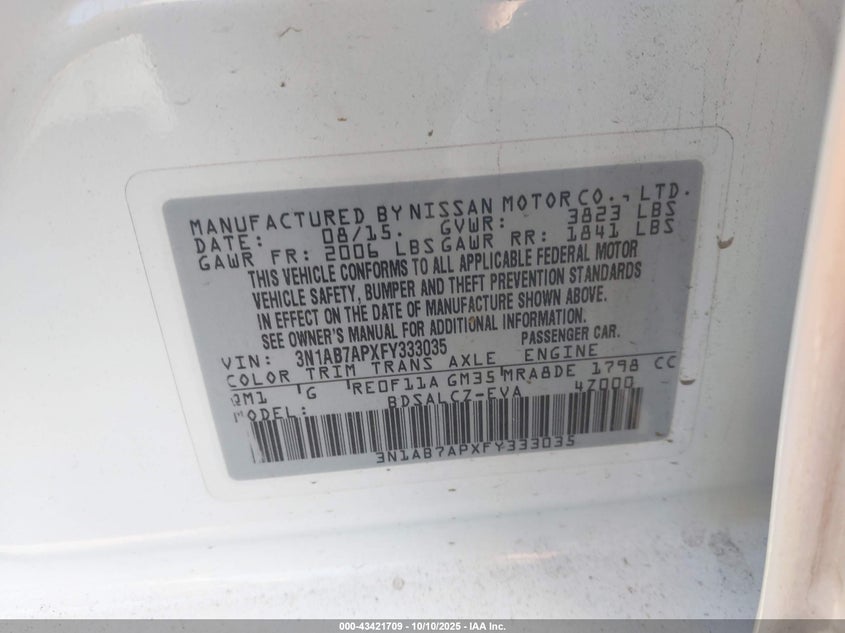 MANUFACTURED BY NISSAN MOTOR CO., LTD.
DATE: 08/15. GVWR: 3823 LBS
GAWR FR: 2006 LBS GAWR RR: 1841 LBS
THIS VEHICLE CONFORMS TO ALL APPLICABLE FEDERAL MOTOR
VEHICLE SAFETY, BUMPER AND THEFT PREVENTION STANDARDS
IN EFFECT ON THE DATE OF MANUFACTURE SHOWN ABOVE.
SEE OWNER'S MANUAL FOR ADDITIONAL INFORMATION.
VIN: 3N1AB7APXFY333035 PASSENGER CAR.
COLOR TRIM TRANS AXLE ENGINE
QM1 G RE0F11A GM35 MRA8DE 1798 CC
MODEL: BDSALCZ-EVA 4Z000 -
3N1AB7APXFY333035
000-43421709 - 10/10/2025 - IAA Inc.